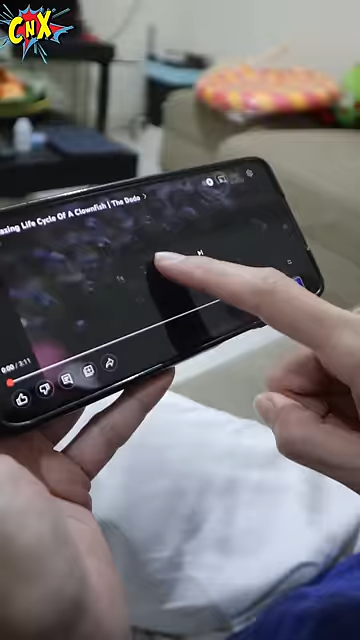 CNX
azing Life Cycle Of A Clownfish | The Dodo
0:00 / 3:11